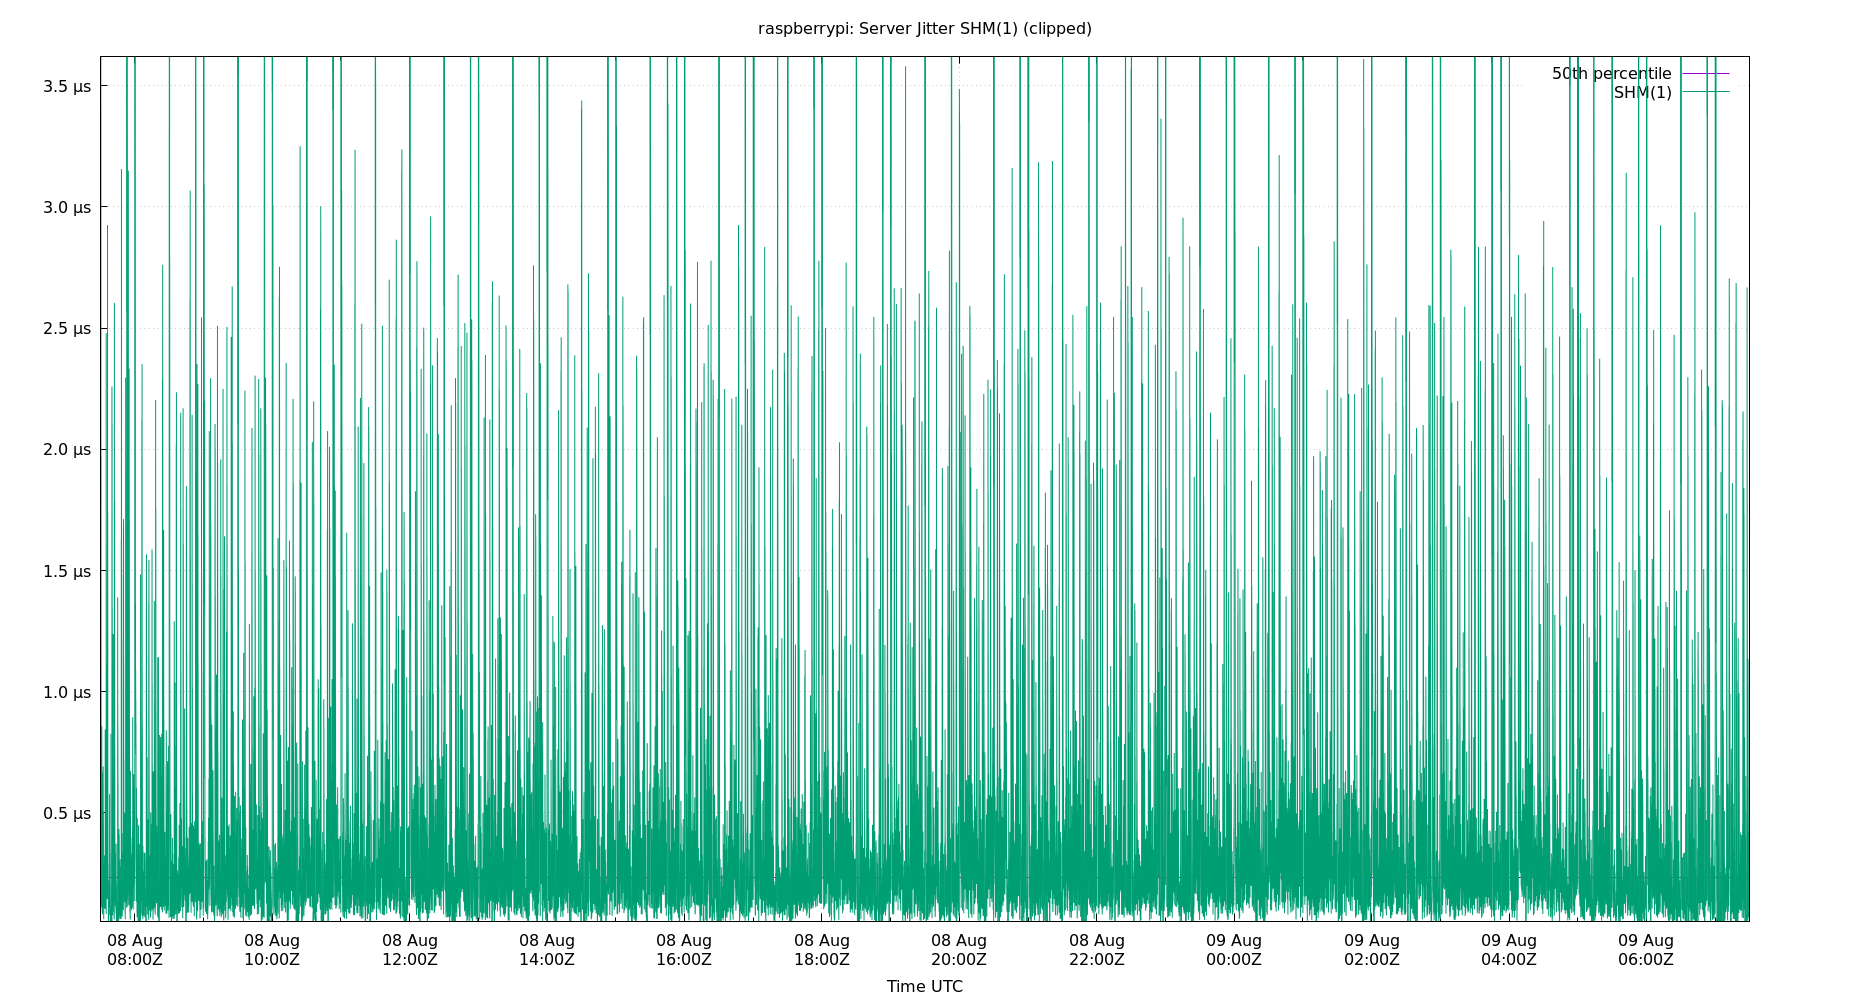 raspberrypi: Server Jitter SHM(1) (clipped)
50th percentile
SHM(1)
3.5 µs
3.0 µs
2.5 µs
2.0 µs
1.5 µs
1.0 µs
0.5 µs
08 Aug 08 Aug 08 Aug 08 Aug 08 Aug 08 Aug 08 Aug 08 Aug 09 Aug 09 Aug 09 Aug 09 Aug
08:00Z 10:00Z 12:00Z 14:00Z 16:00Z 18:00Z 20:00Z 22:00Z 00:00Z 02:00Z 04:00Z 06:00Z
Time UTC